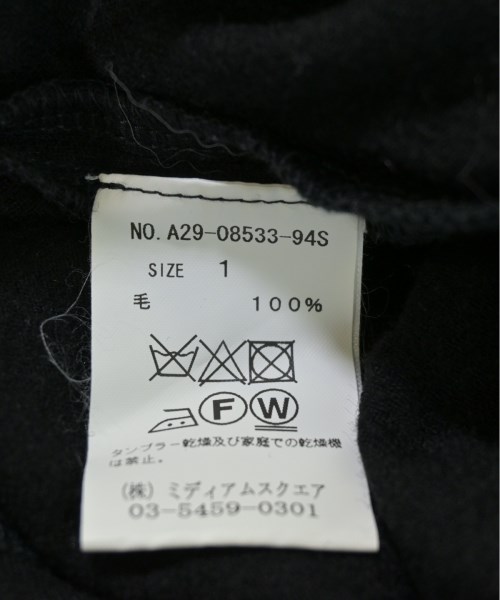 NO. A29-08533-94S
SIZE 1
毛 100%
F W
タンブラー乾燥及び家庭での乾燥機
は禁止。
(株) ミディアムスクエア
03-5459-0301